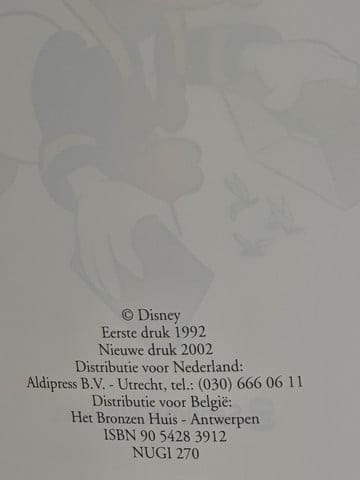 © Disney
Eerste druk 1992
Nieuwe druk 2002
Distributie voor Nederland:
Aldipress B.V. - Utrecht, tel.: (030) 666 06 11
Distributie voor België:
Het Bronzen Huis - Antwerpen
ISBN 90 5428 3912
NUGI 270